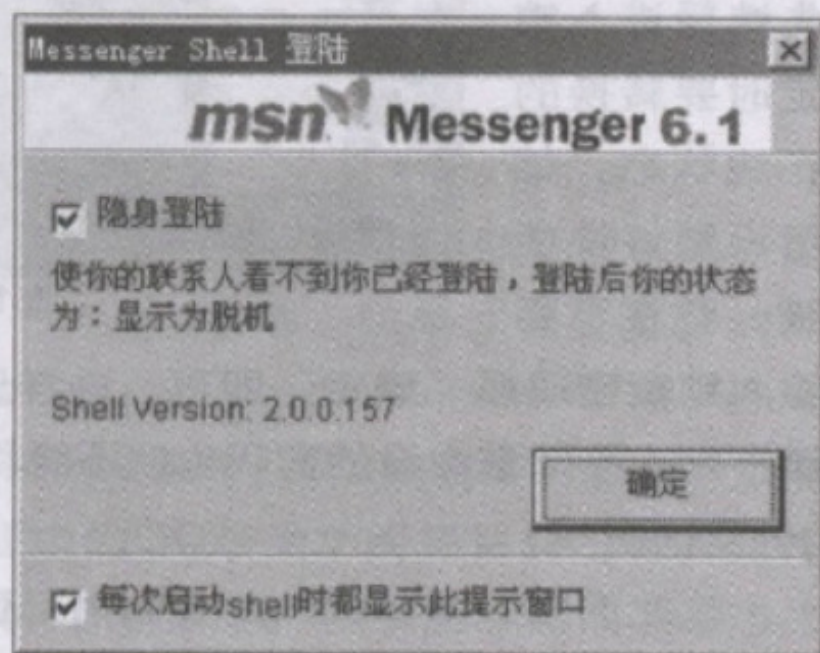 Messenger Shell 登陆
msn Messenger 6.1
隐身登陆
使你的联系人看不到你已经登陆，登陆后你的状态
为：显示为脱机
Shell Version: 2.0.0.157
确定
每次启动shell时都显示此提示窗口